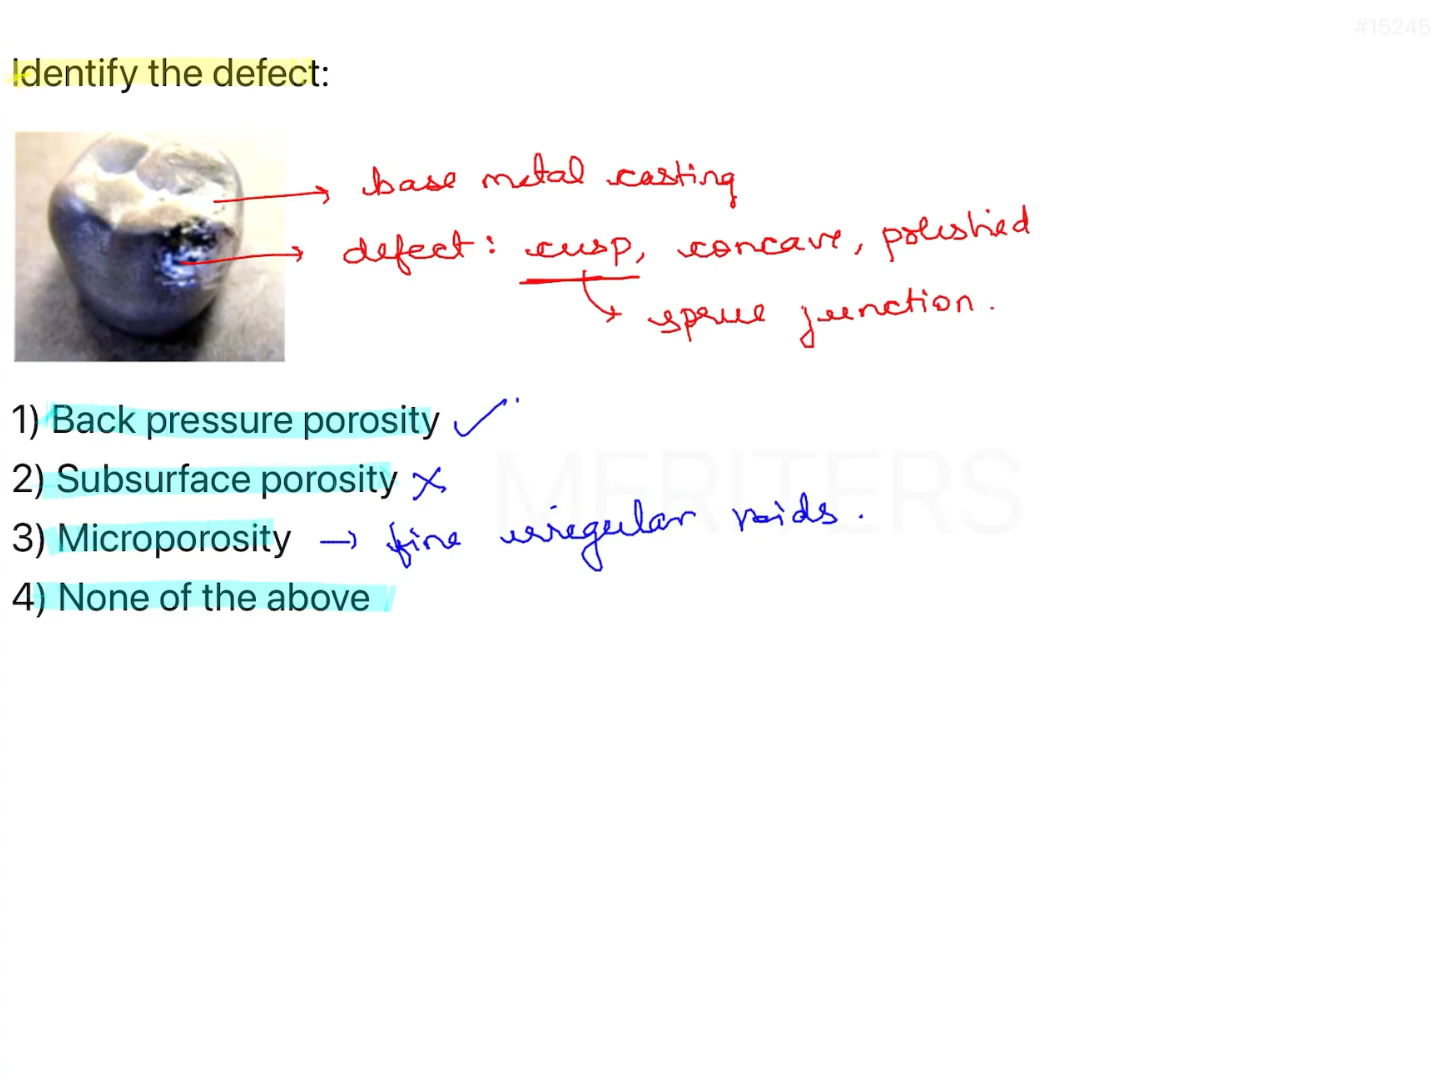 #15245
Identify the defect:
base metal casting
defect: cusp, concave, polished
sprue junction.
1) Back pressure porosity
2) Subsurface porosity
MERITERS
3) Microporosity → fine irregular voids.
4) None of the above